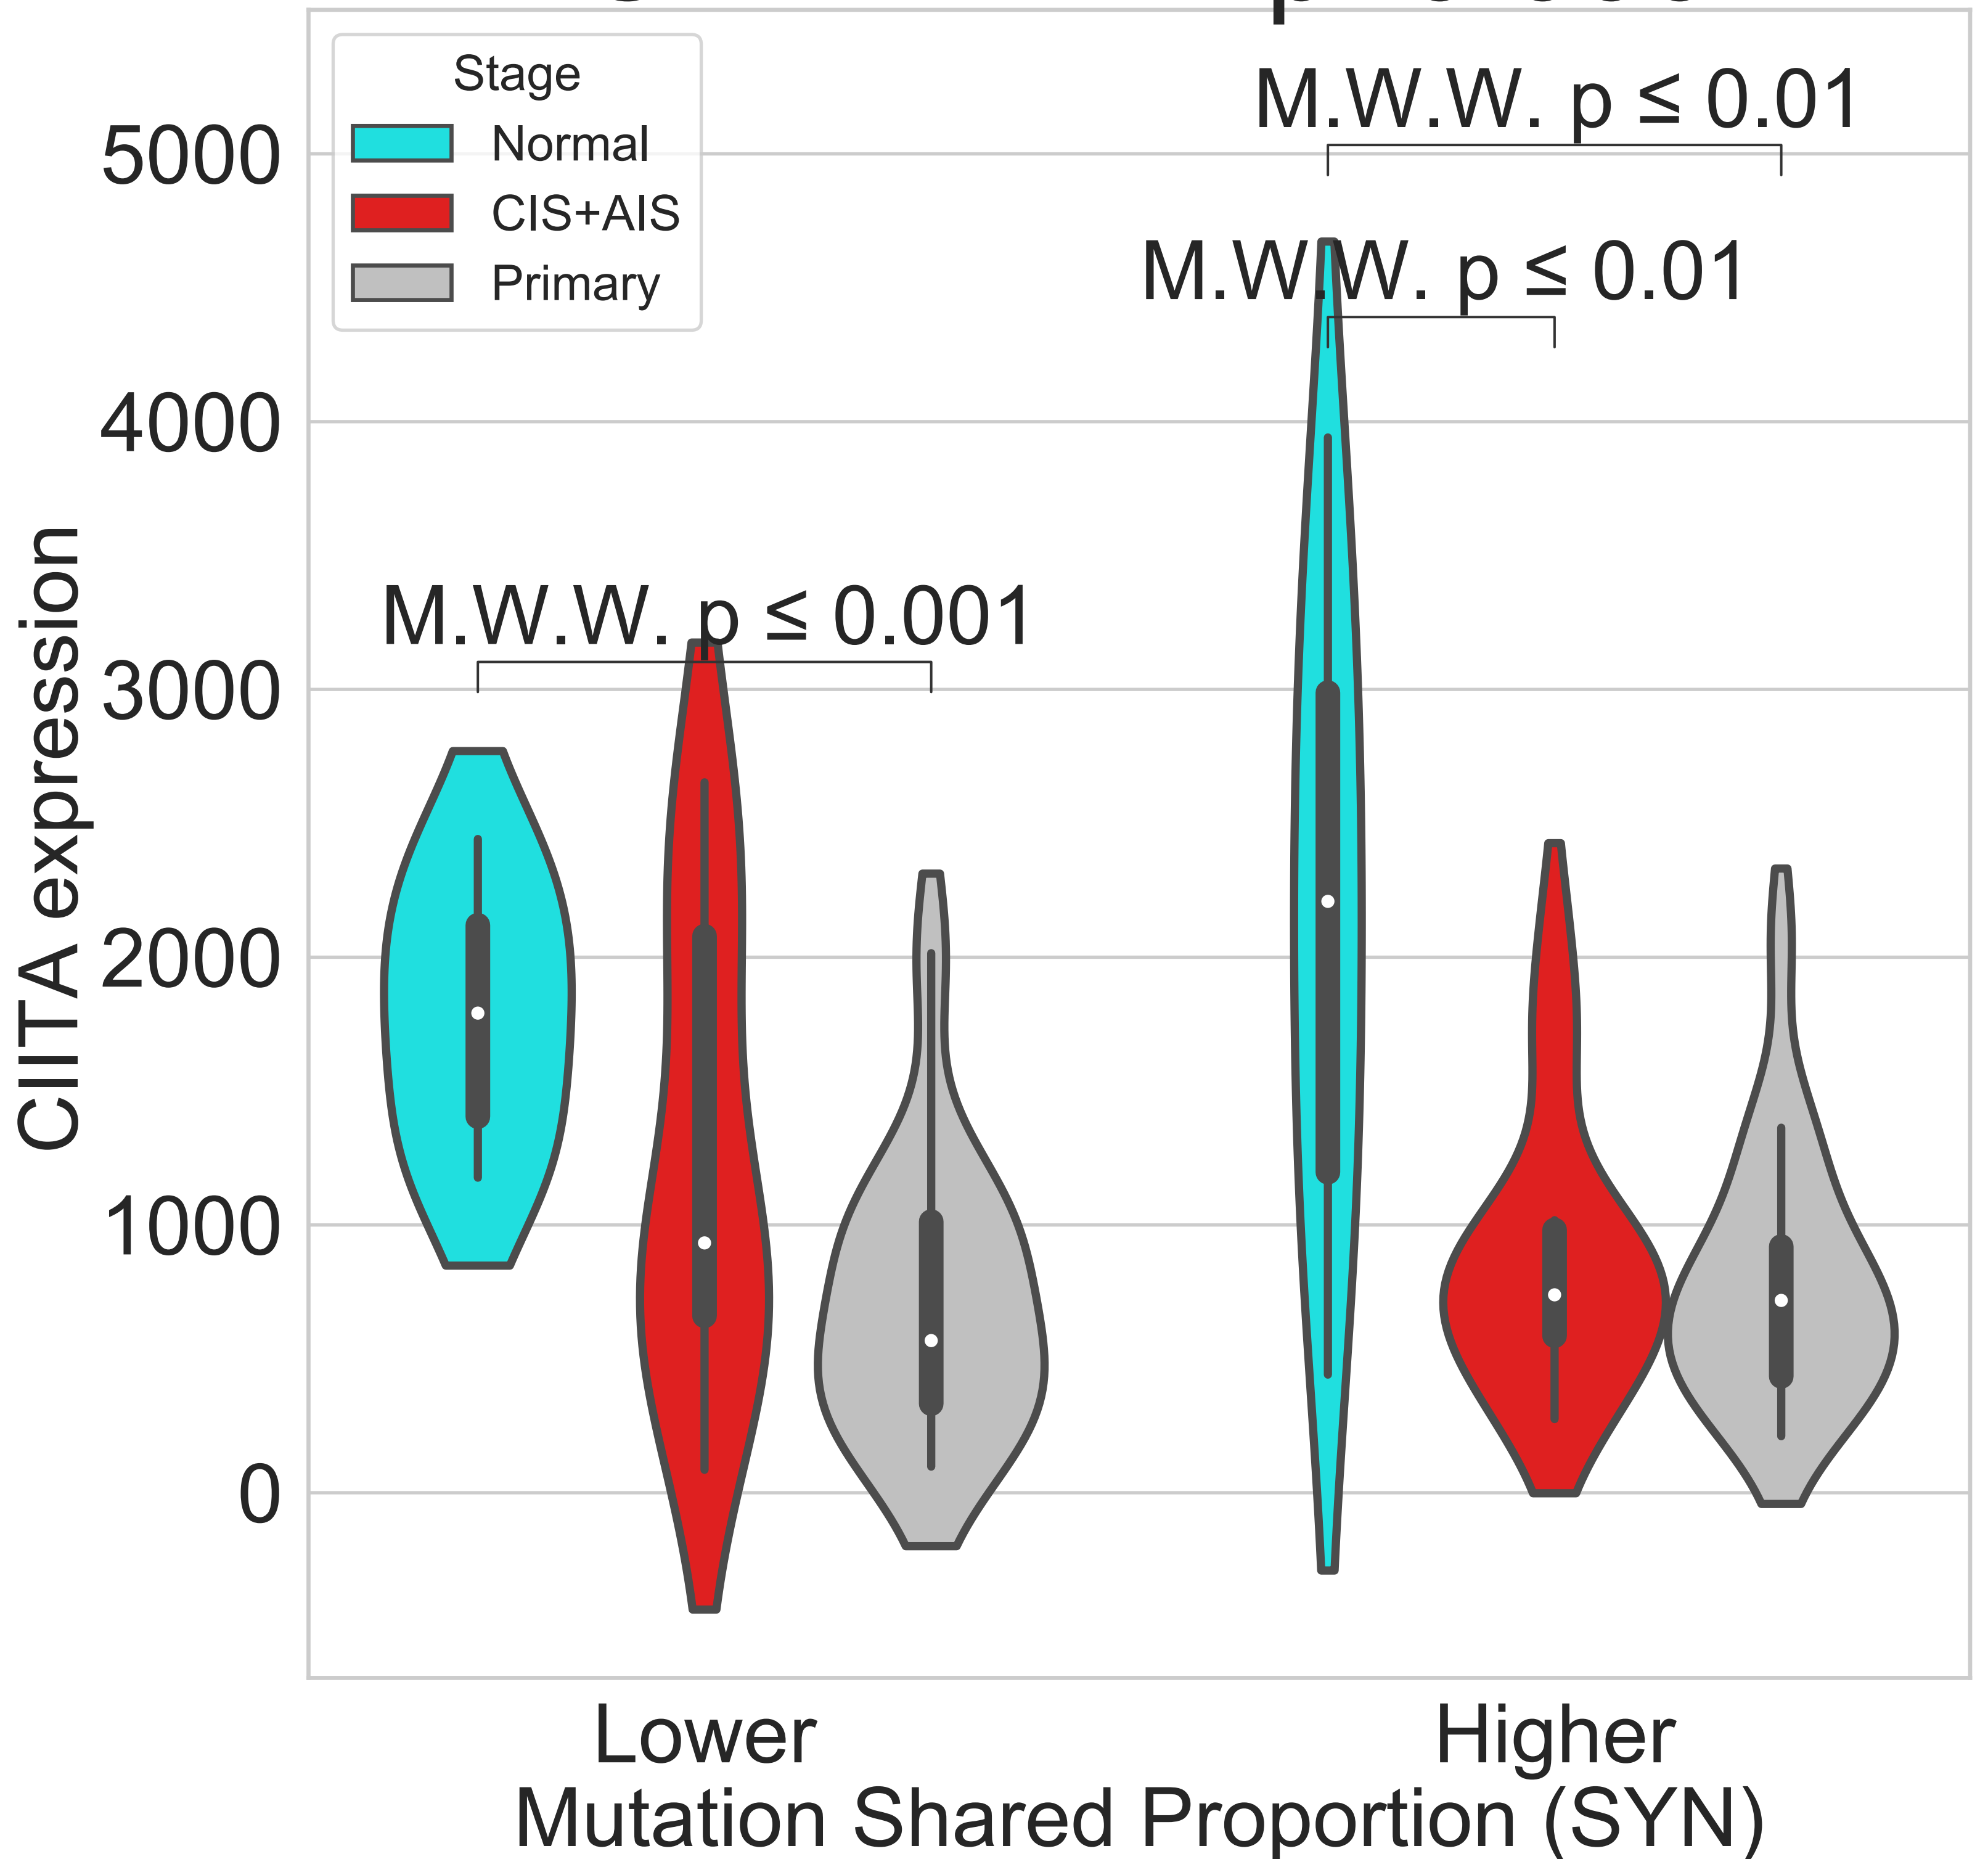 Stage
Normal
CIS+AIS
Primary
M.W.W. p ≤ 0.01
M.W.W. p ≤ 0.01
M.W.W. p ≤ 0.001
5000
4000
3000
2000
1000
0
CIITA expression
Lower
Higher
Mutation Shared Proportion (SYN)